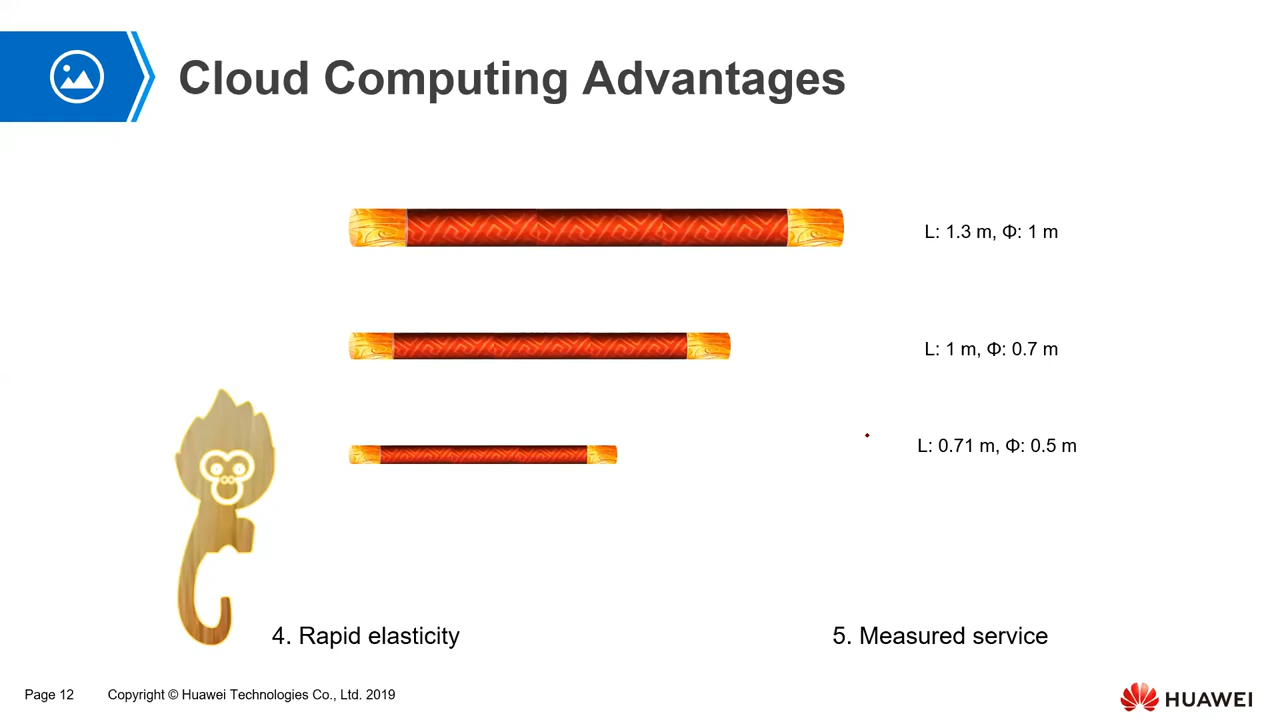 Cloud Computing Advantages
L: 1.3 m, Φ: 1 m
L: 1 m, Φ: 0.7 m
L: 0.71 m, Φ: 0.5 m
4. Rapid elasticity
5. Measured service
Page 12
Copyright © Huawei Technologies Co., Ltd. 2019
HUAWEI